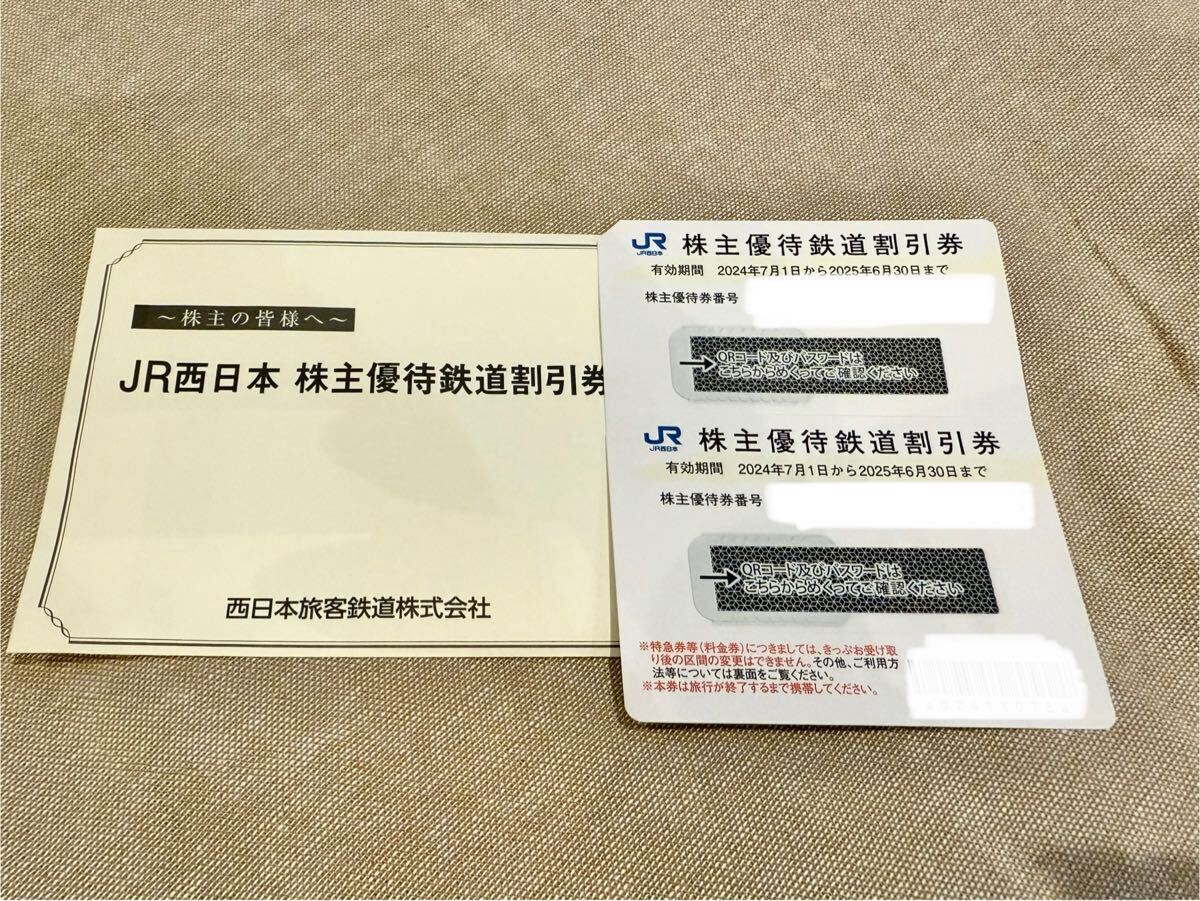 ～株主の皆様へ～
JR西日本 株主優待鉄道割引券
西日本旅客鉄道株式会社
JR 株主優待鉄道割引券
JR西日本
有効期間 2024年7月1日から2025年6月30日まで
株主優待券番号
QRコード及びパスワードは
こちらからめくってご確認ください
JR 株主優待鉄道割引券
JR西日本
有効期間 2024年7月1日から2025年6月30日まで
株主優待券番号
QRコード及びパスワードは
こちらからめくってご確認ください
※特急券等(料金券)につきましては、きっぷお受け取
り後の区間の変更はできません。その他、ご利用方
法等については裏面をご覧ください。
※本券は旅行が終了するまで携帯してください。